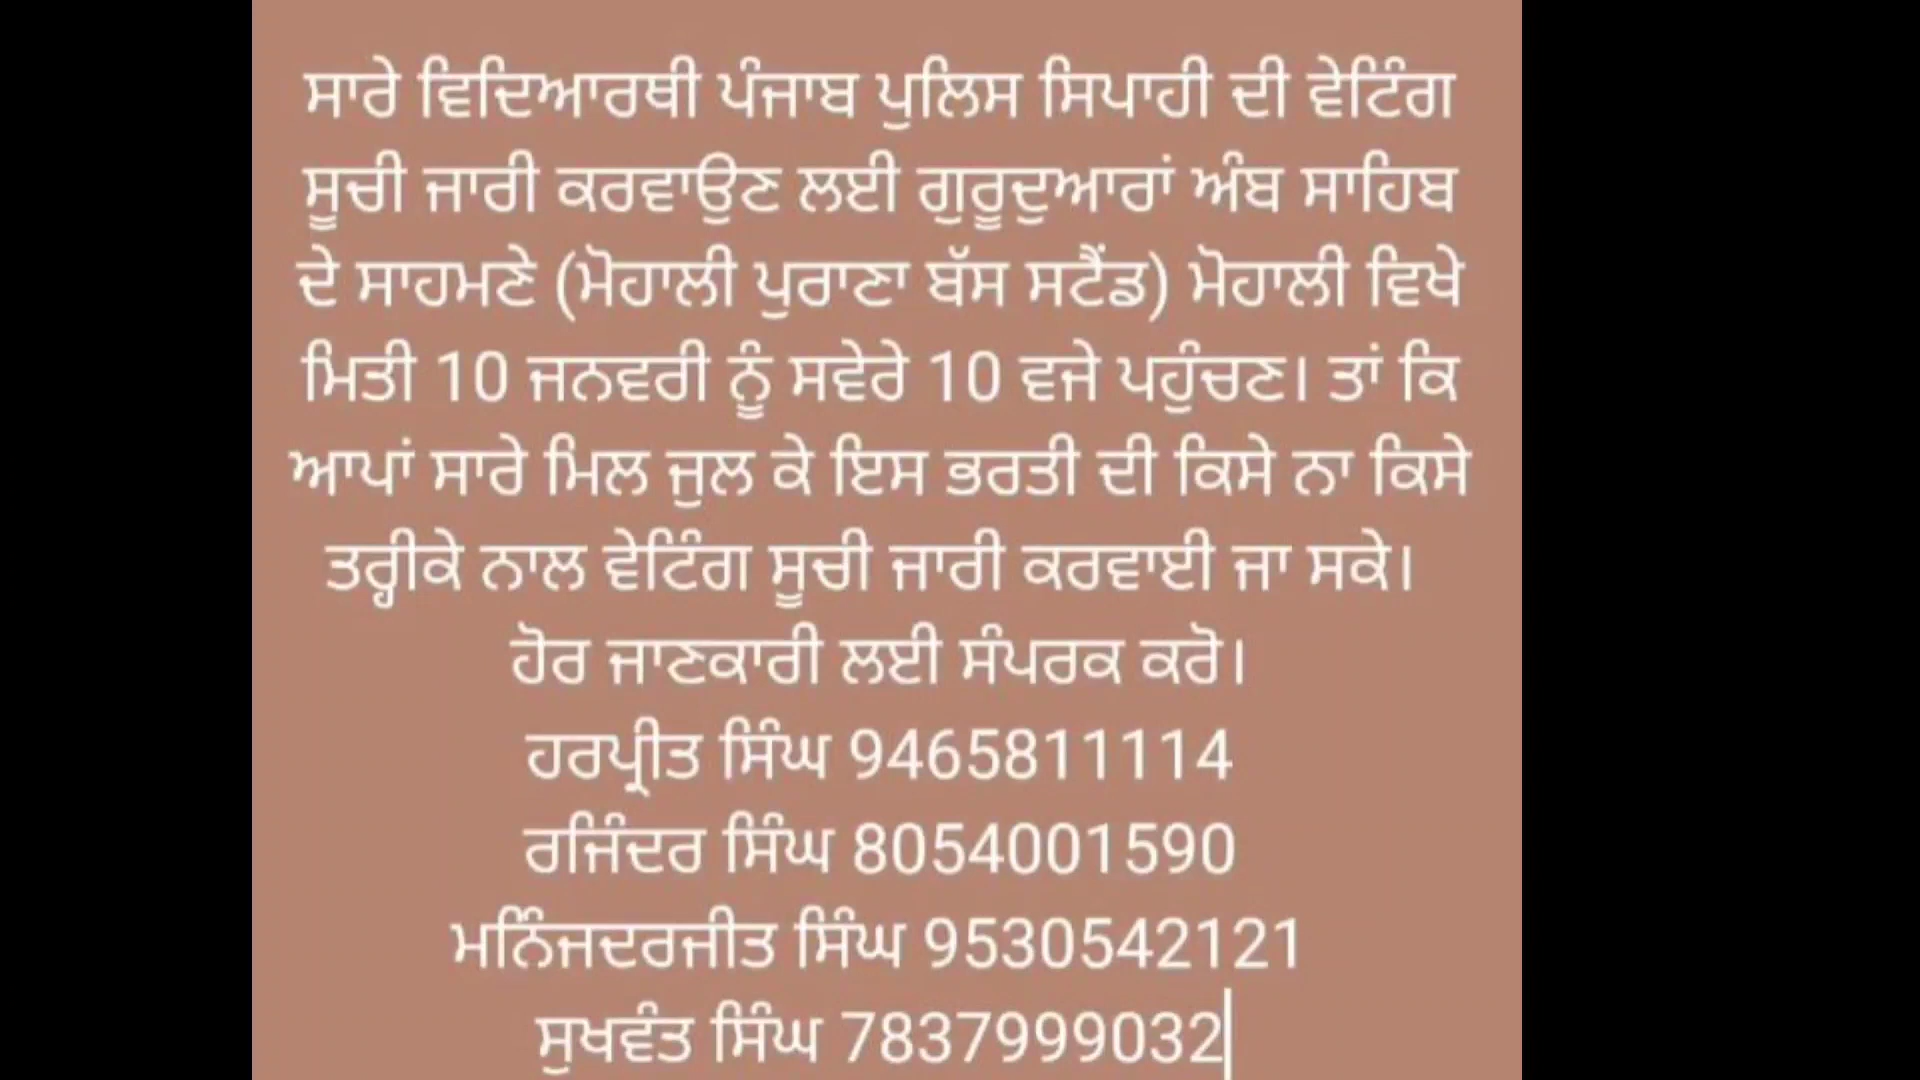 ਸਾਰੇ ਵਿਦਿਆਰਥੀ ਪੰਜਾਬ ਪੁਲਿਸ ਸਿਪਾਹੀ ਦੀ ਵੇਟਿੰਗ
ਸੂਚੀ ਜਾਰੀ ਕਰਵਾਉਣ ਲਈ ਗੁਰੂਦੁਆਰਾਂ ਅੰਬ ਸਾਹਿਬ
ਦੇ ਸਾਹਮਣੇ (ਮੋਹਾਲੀ ਪੁਰਾਣਾ ਬੱਸ ਸਟੈਂਡ) ਮੋਹਾਲੀ ਵਿਖੇ
ਮਿਤੀ 10 ਜਨਵਰੀ ਨੂੰ ਸਵੇਰੇ 10 ਵਜੇ ਪਹੁੰਚਣ। ਤਾਂ ਕਿ
ਆਪਾਂ ਸਾਰੇ ਮਿਲ ਜੁਲ ਕੇ ਇਸ ਭਰਤੀ ਦੀ ਕਿਸੇ ਨਾ ਕਿਸੇ
ਤਰ੍ਹੀਕੇ ਨਾਲ ਵੇਟਿੰਗ ਸੂਚੀ ਜਾਰੀ ਕਰਵਾਈ ਜਾ ਸਕੇ।
ਹੋਰ ਜਾਣਕਾਰੀ ਲਈ ਸੰਪਰਕ ਕਰੋ।
ਹਰਪ੍ਰੀਤ ਸਿੰਘ 9465811114
ਰਜਿੰਦਰ ਸਿੰਘ 8054001590
ਮਨਿੰਜਦਰਜੀਤ ਸਿੰਘ 9530542121
ਸੁਖਵੰਤ ਸਿੰਘ 7837999032